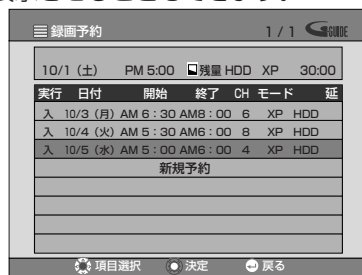 録画予約 1 / 1 GGUIDE
10/1 (土) PM 5:00 残量 HDD XP 30:00
実行 日付 開始 終了 CH モード 延
入 10/3 (月) AM 6：30 AM8：00 6 XP HDD
入 10/4 (火) AM 5：00 AM6：00 8 XP HDD
入 10/5 (水) AM 5：00 AM6：00 4 XP HDD
新規予約
項目選択 決定 戻る